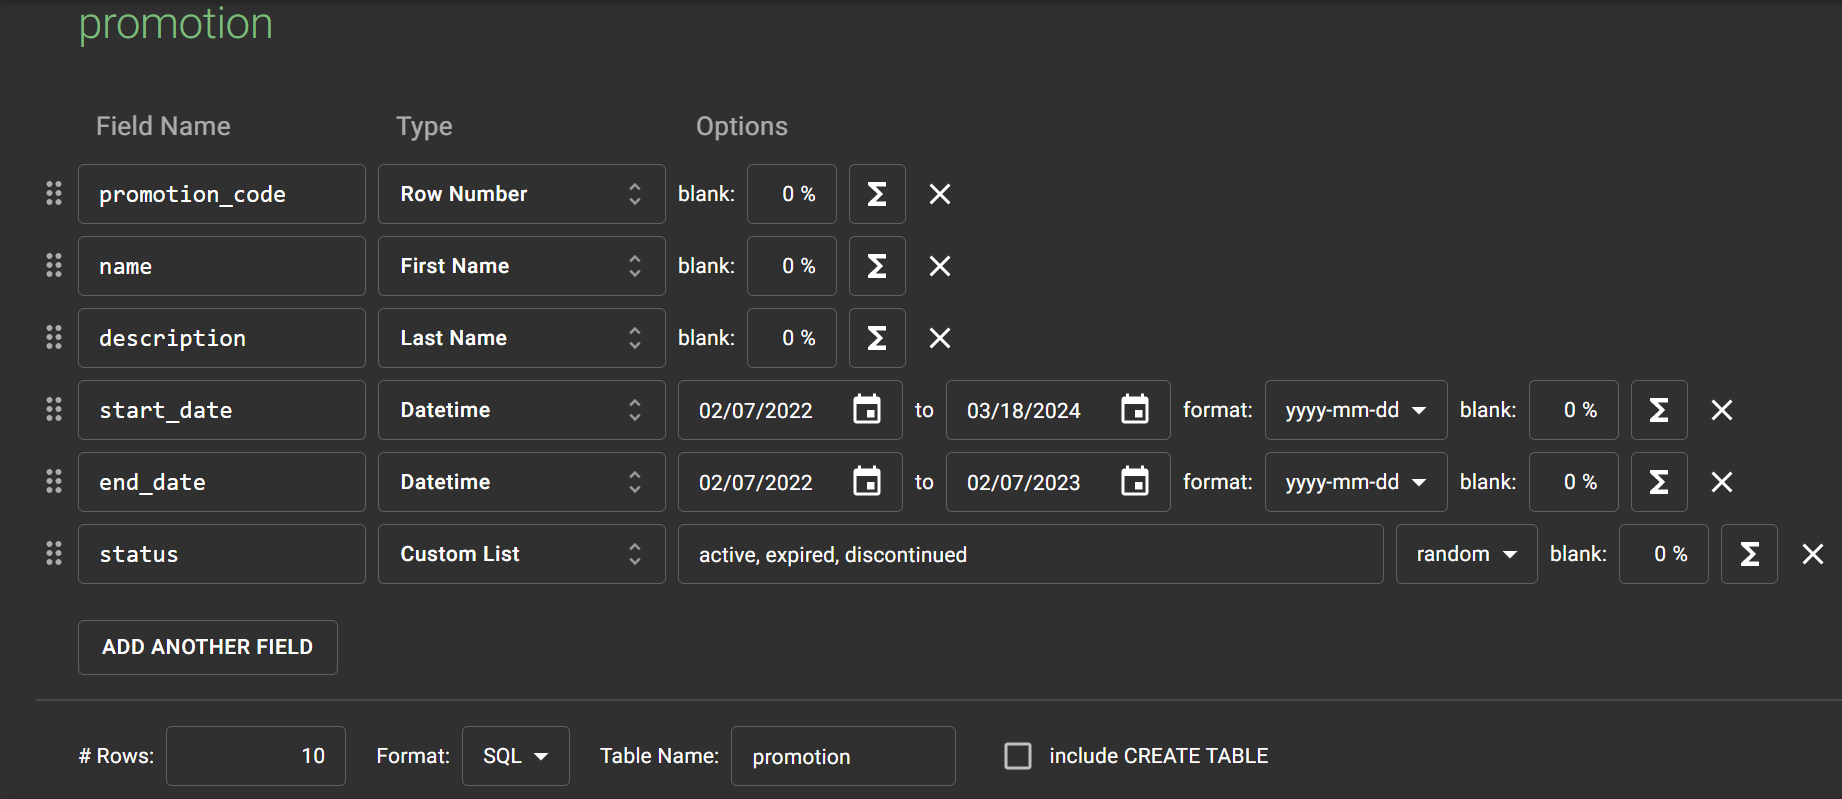 promotion
Field Name Type Options
promotion_code Row Number blank: 0 % Σ
name First Name blank: 0 % Σ
description Last Name blank: 0 % Σ
start_date Datetime 02/07/2022 to 03/18/2024 format: yyyy-mm-dd blank: 0 % Σ
end_date Datetime 02/07/2022 to 02/07/2023 format: yyyy-mm-dd blank: 0 % Σ
status Custom List active, expired, discontinued random blank: 0 % Σ
ADD ANOTHER FIELD
# Rows: 10 Format: SQL Table Name: promotion include CREATE TABLE